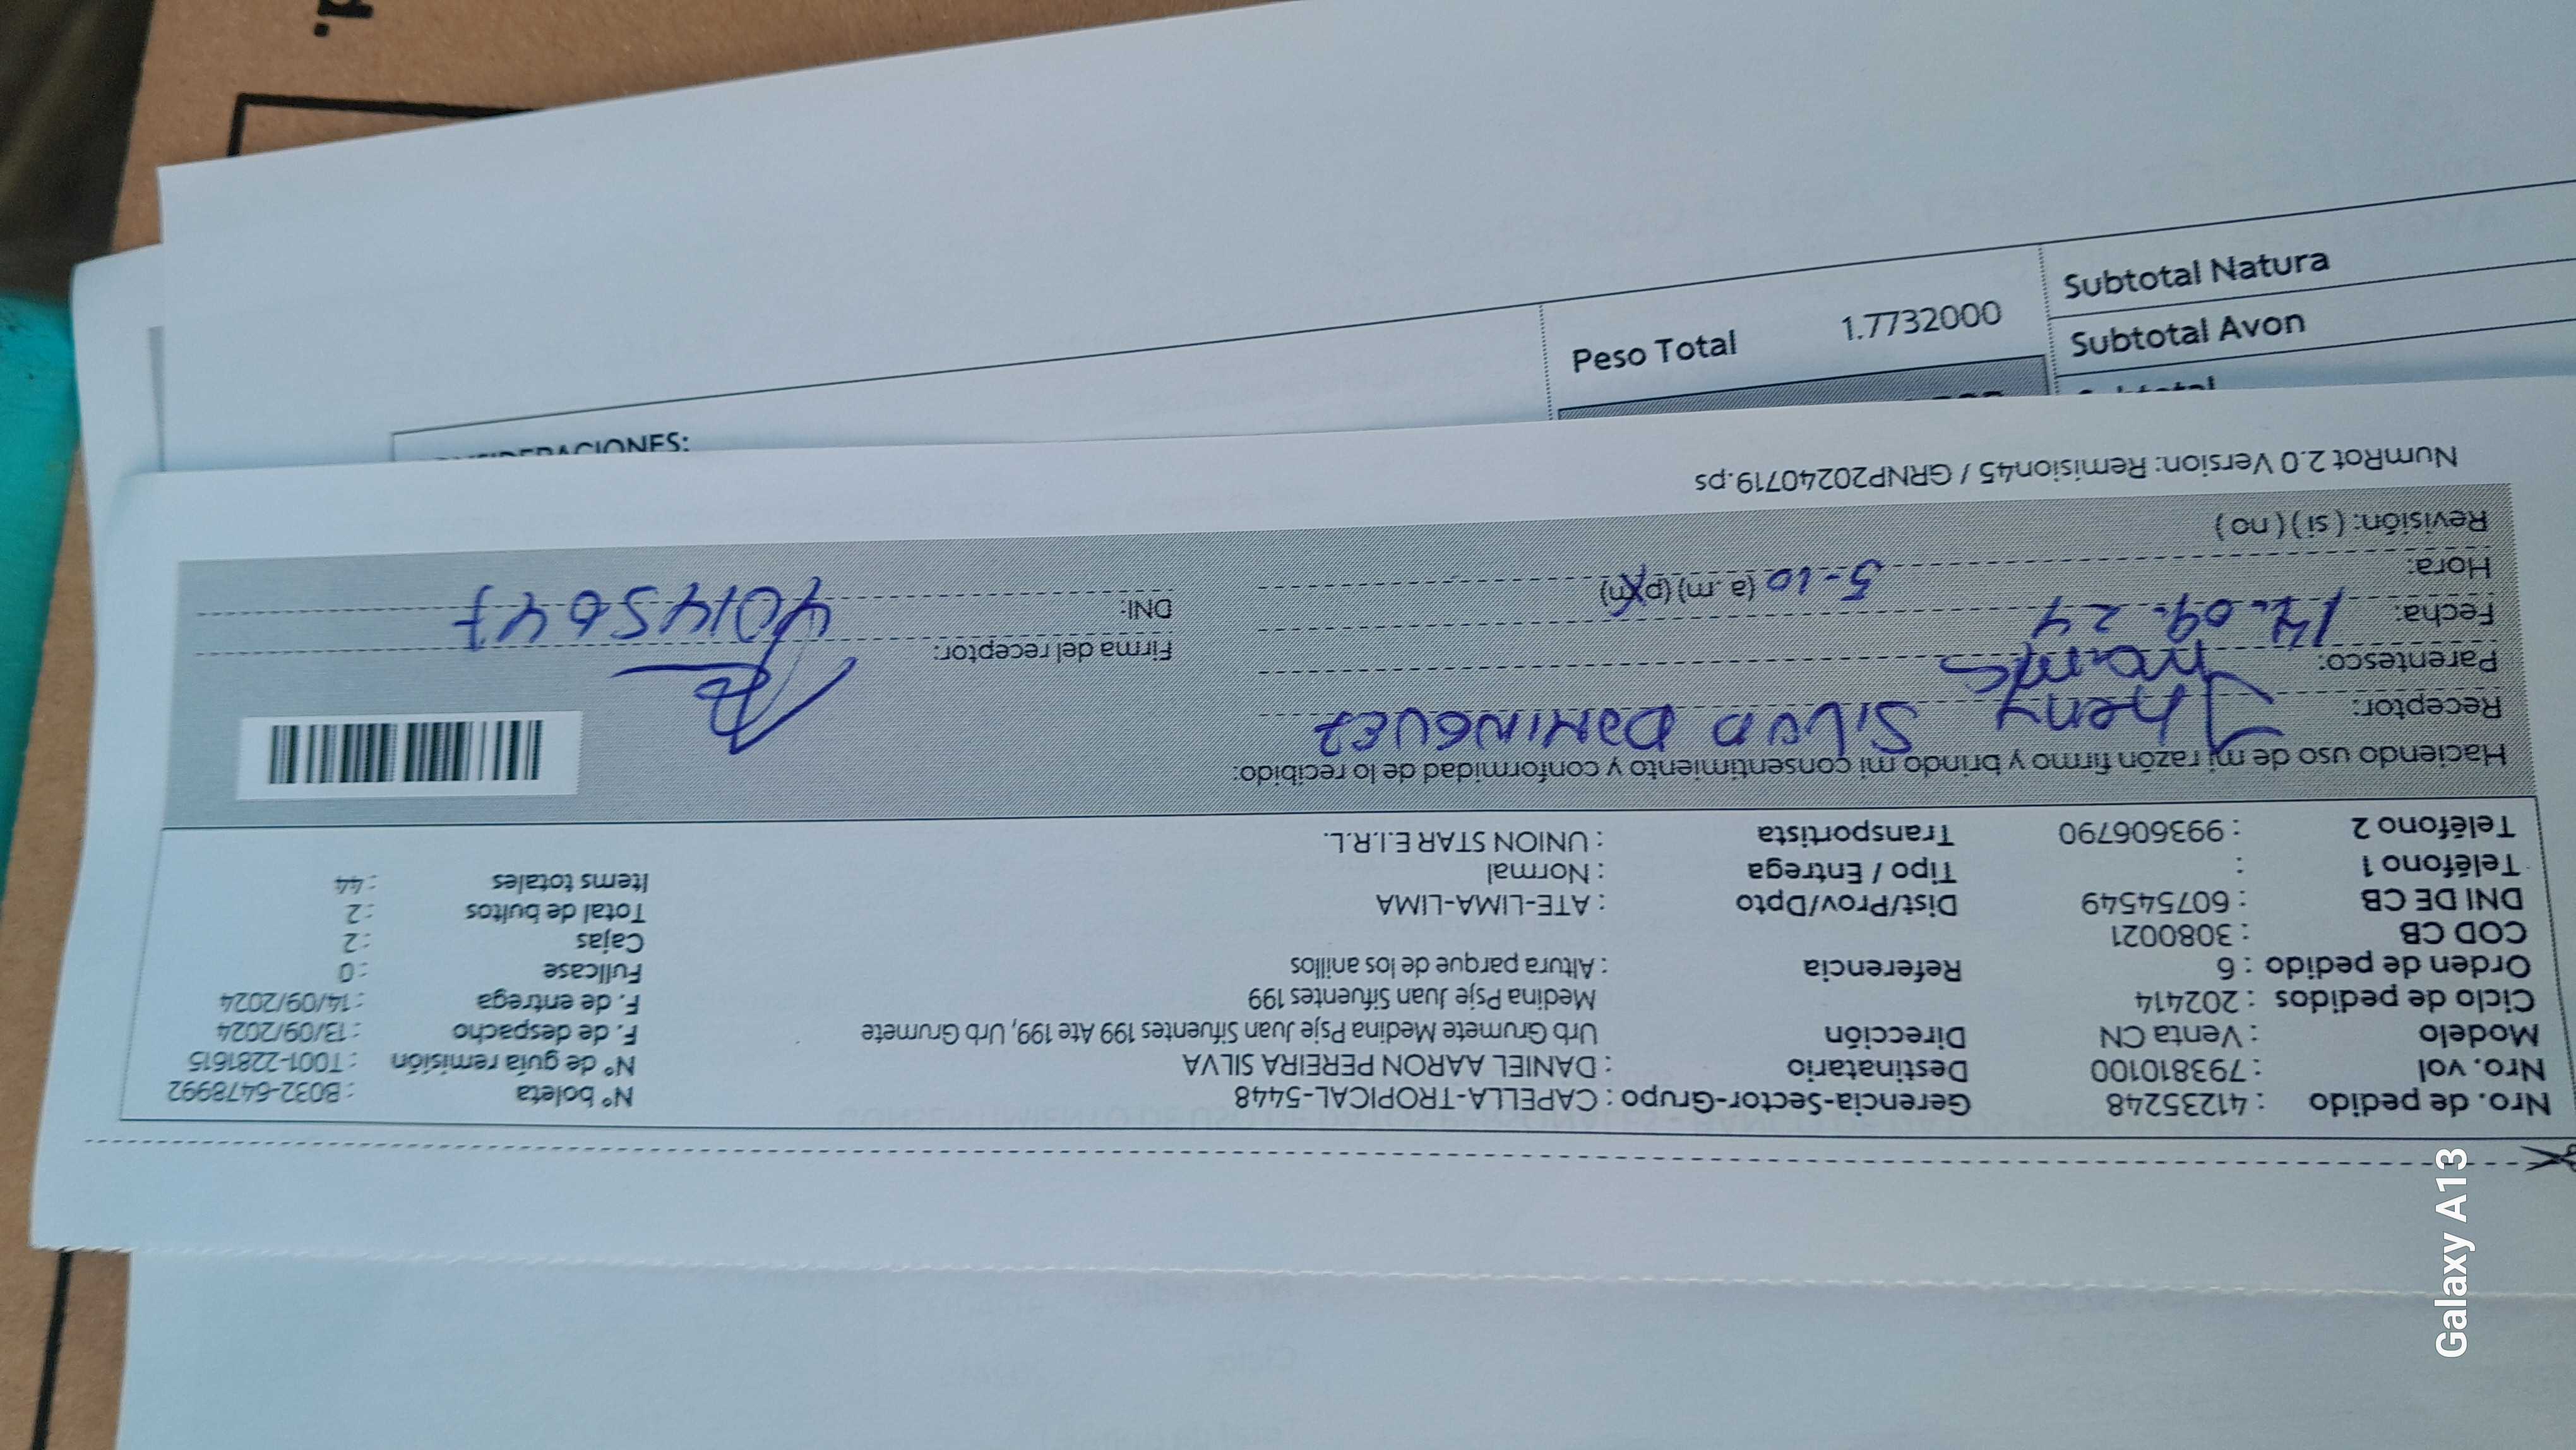 d.
Subtotal Natura
Peso Total 1.7732000
Subtotal Avon
Nro. de pedido : 41235248 Gerencia-Sector-Grupo : CAPELLA-TROPICAL-5448 N° boleta : B032-6478992
Nro. vol : 793810100 Destinatario : DANIEL AARON PEREIRA SILVA N° de guía remisión : T001-2281615
Modelo : Venta CN Dirección Urb Grumete Medina Psje Juan Sifuentes 199 Ate 199, Urb Grumete F. de despacho : 13/09/2024
Ciclo de pedidos : 202414 Medina Psje Juan Sifuentes 199 F. de entrega : 14/09/2024
Orden de pedido : 6 Referencia : Altura parque de los anillos Fullcase : 0
COD CB : 3080021 Cajas : 2
DNI DE CB : 60754549 Dist/Prov/Dpto : ATE-LIMA-LIMA Total de bultos : 2
Teléfono 1 : Tipo / Entrega : Normal Items totales : 44
Teléfono 2 : 993606790 Transportista : UNION STAR E.I.R.L.
Haciendo uso de mi razón firmo y brindo mi consentimiento y conformidad de lo recibido:
Receptor: Jheny Silva DOMINGUEZ
Parentesco: mamá
Fecha: 14.09.24 Firma del receptor:
Hora: 5-10 (a. m) (p. m) DNI: 40145647
Revisión: ( si ) ( no )
NumRot 2.0 Version: Remision45 / GRNP20240719.ps
Galaxy A13